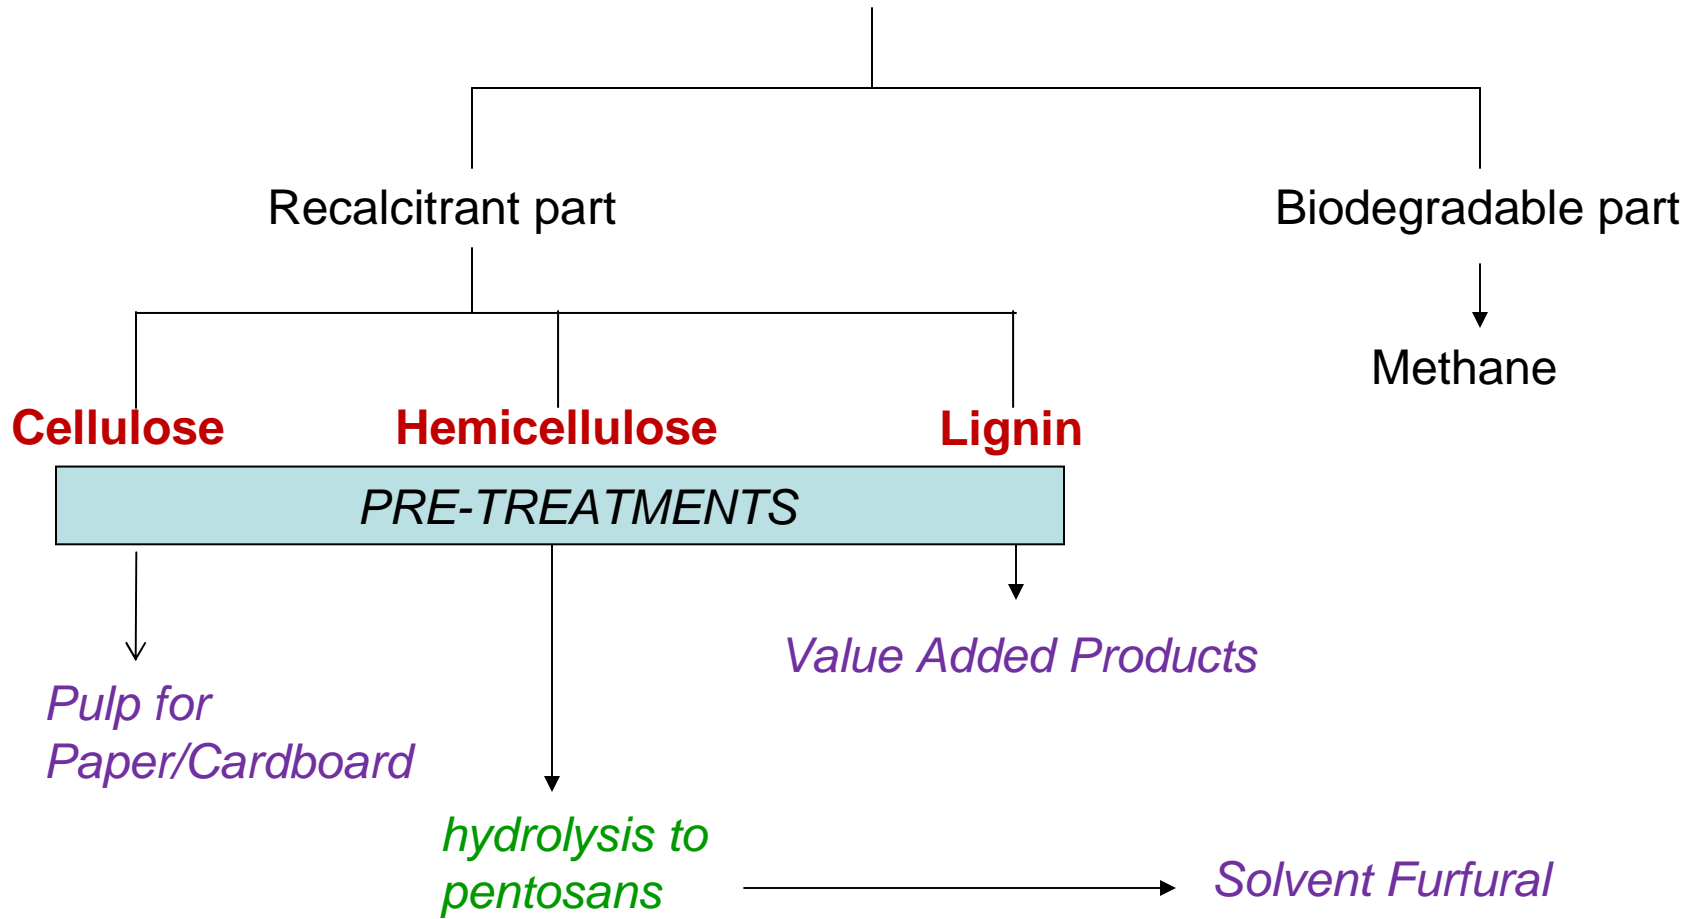 Recalcitrant part
Biodegradable part
Methane
Cellulose
Hemicellulose
Lignin
PRE-TREATMENTS
Value Added Products
Pulp for
Paper/Cardboard
hydrolysis to
pentosans
Solvent Furfural